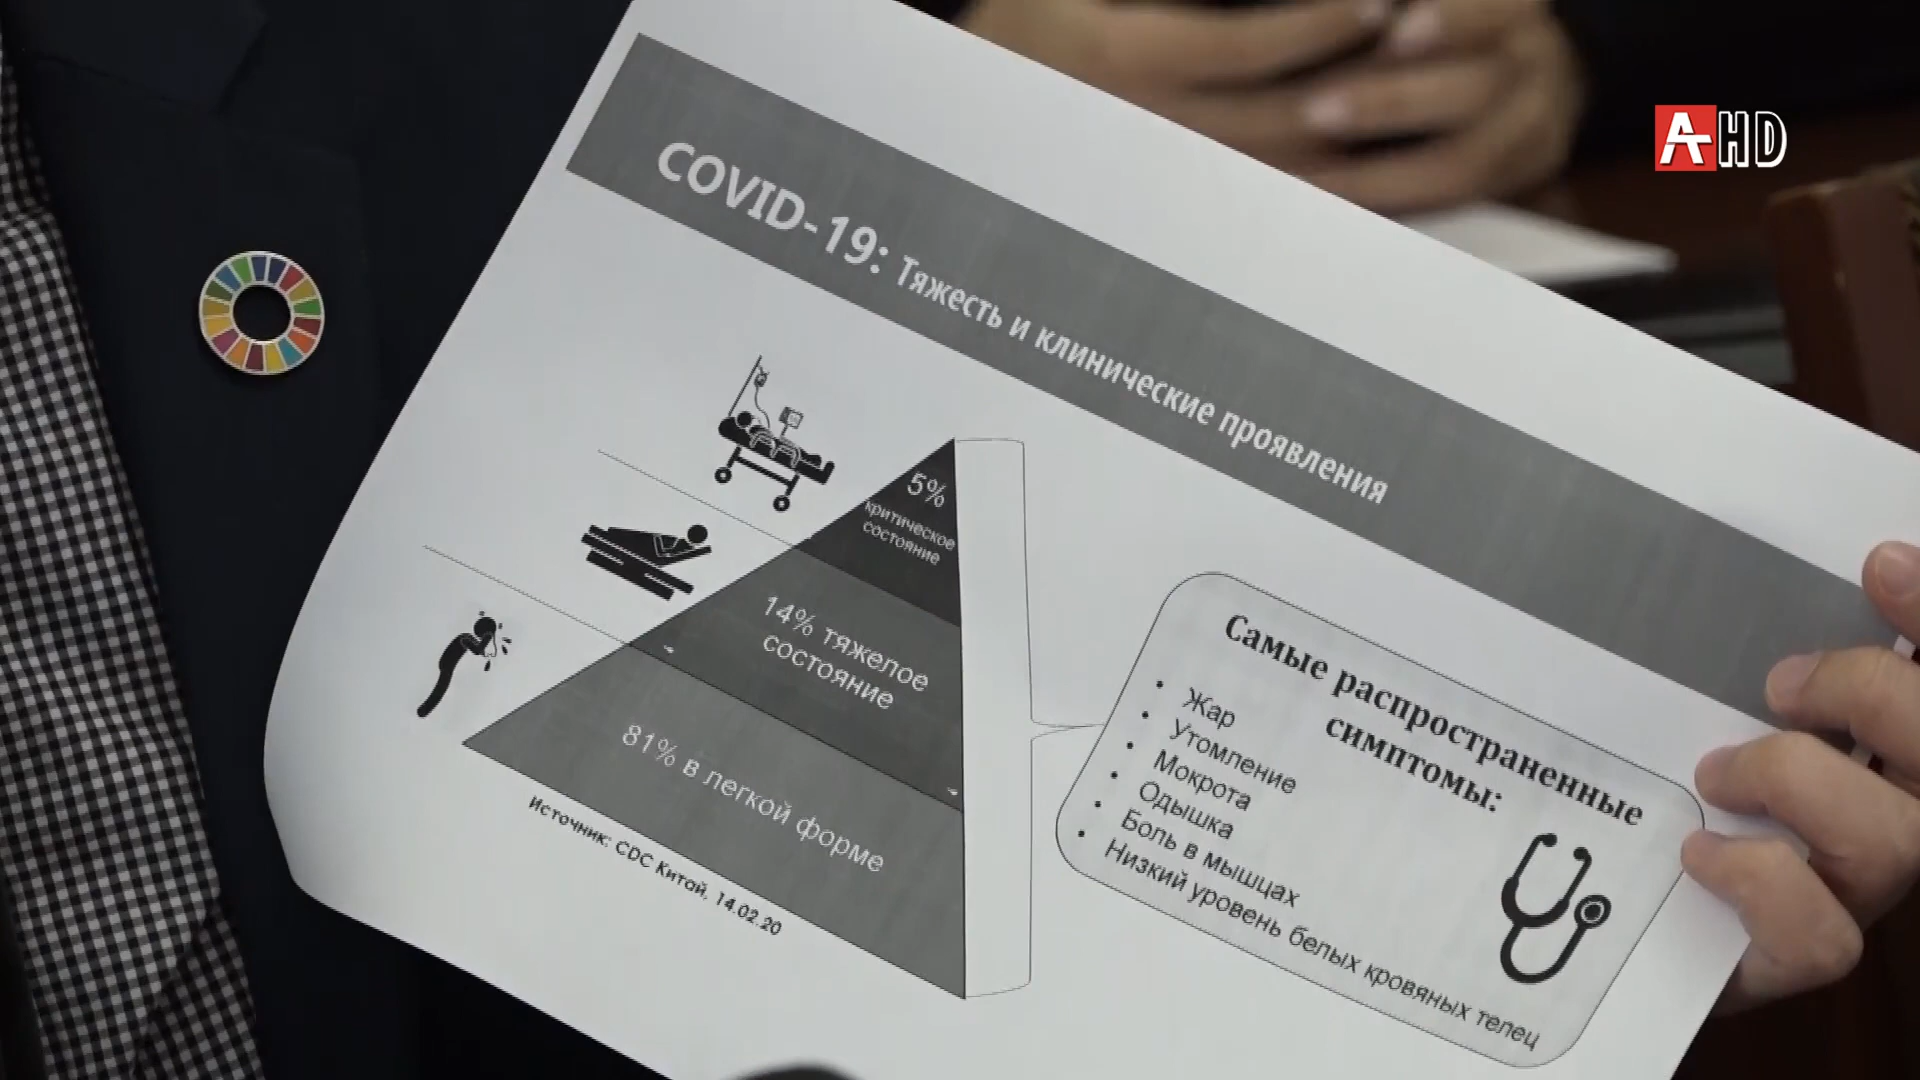 A HD
COVID-19: Тяжесть и клинические проявления
5%
критическое
состояние
14% тяжелое
состояние
81% в легкой форме
Источник: CDC Китай, 14.02.20
Самые распространенные
симптомы:
• Жар
• Утомление
• Мокрота
• Одышка
• Боль в мышцах
• Низкий уровень белых кровяных телец